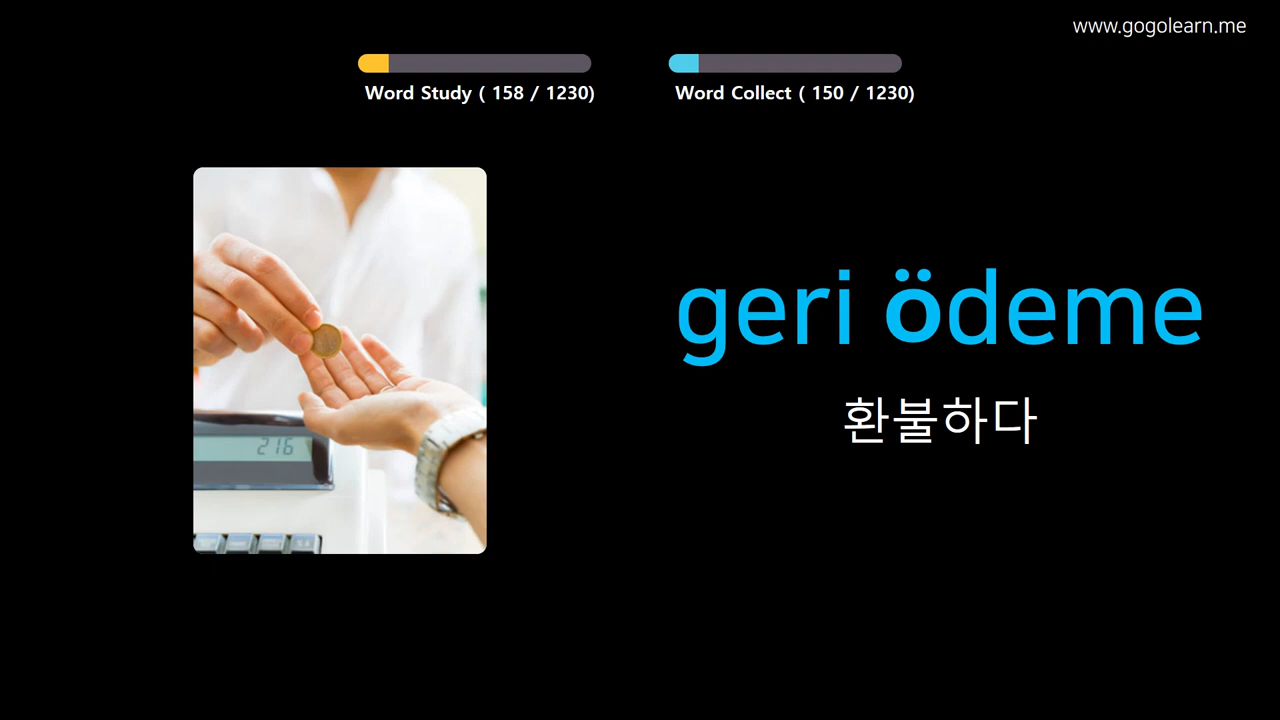 www.gogolearn.me
Word Study ( 158 / 1230)
Word Collect ( 150 / 1230)
geri ödeme
환불하다
216